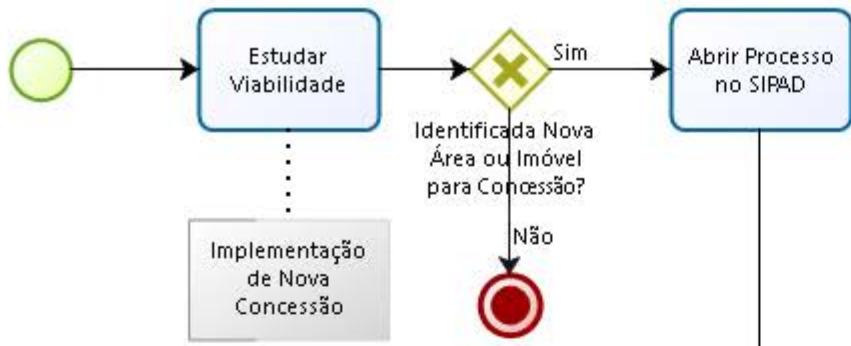 Estudar
Viabilidade
Sim
Abrir Processo
no SIPAD
Identificada Nova
Área ou Imóvel
para Concessão?
Não
Implementação
de Nova
Concessão